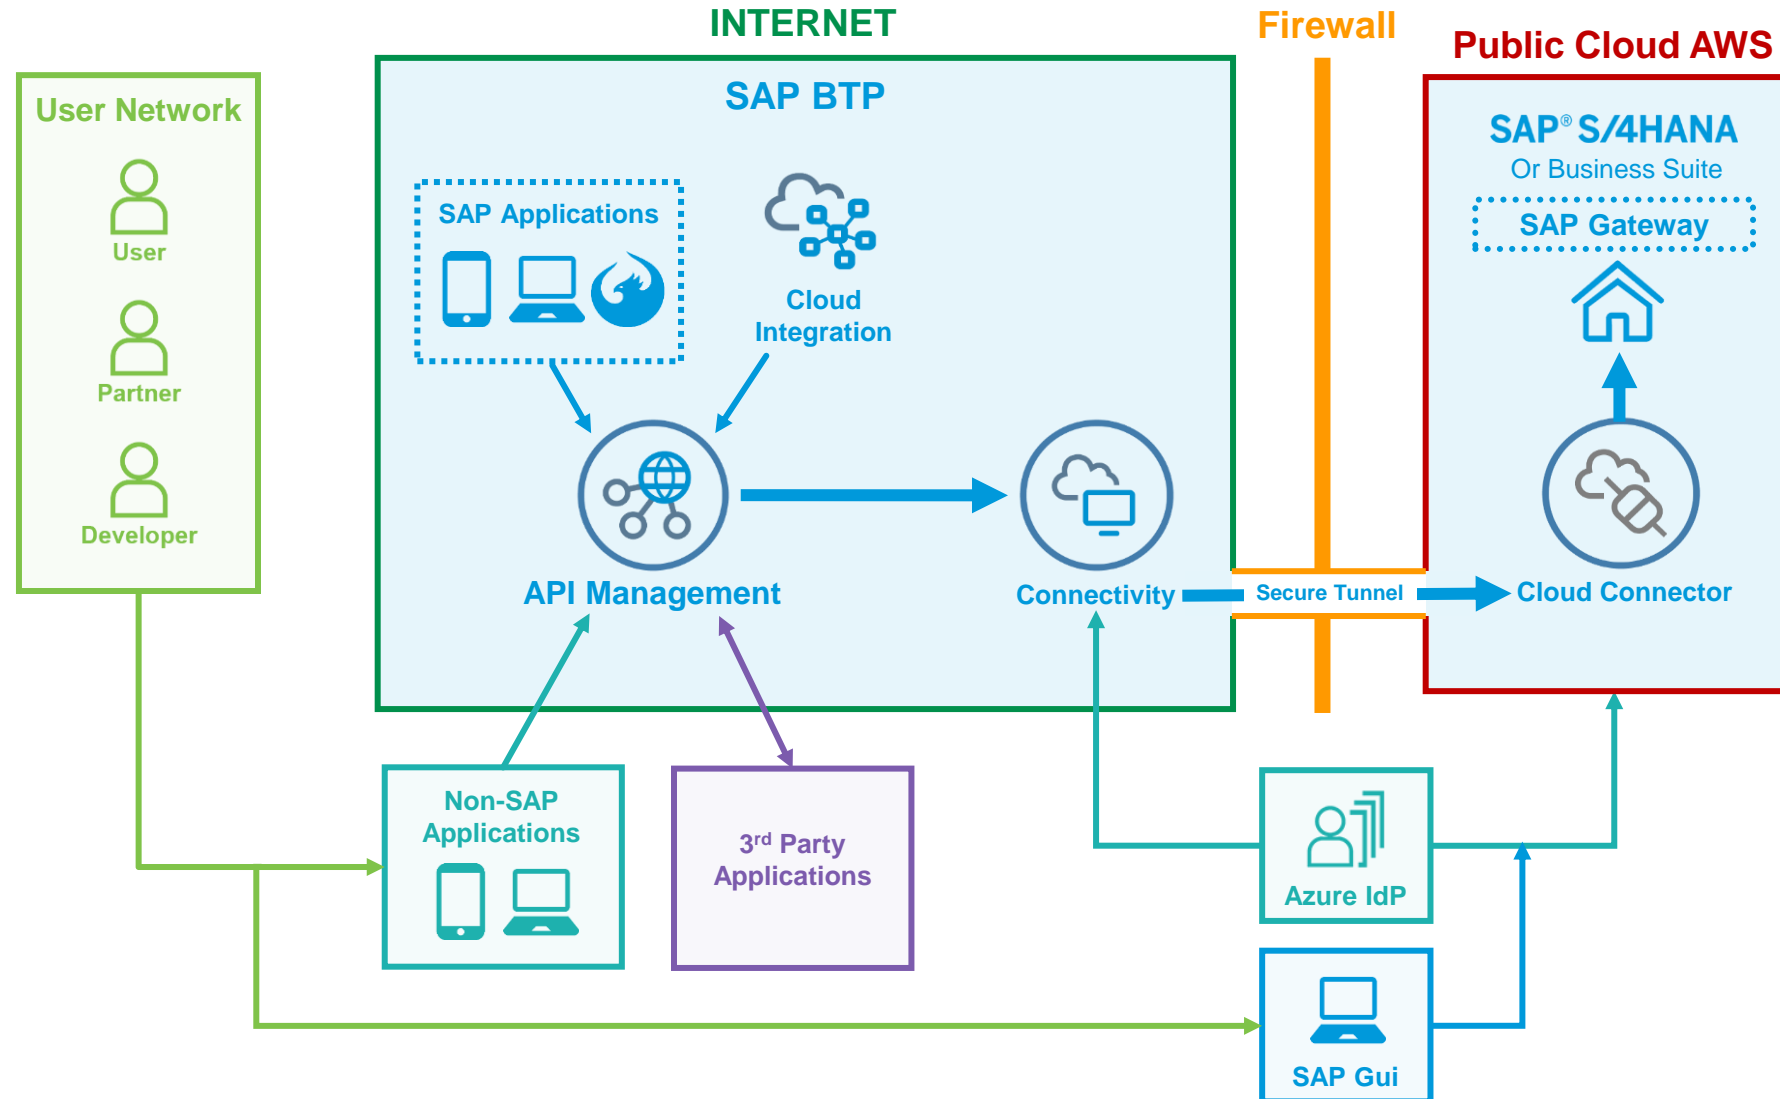 INTERNET
Firewall
Public Cloud AWS
User Network
User
Partner
Developer
SAP BTP
SAP Applications
Cloud
Integration
API Management
Connectivity
Secure Tunnel
SAP® S/4HANA
Or Business Suite
SAP Gateway
Cloud Connector
Non-SAP
Applications
3rd Party
Applications
Azure IdP
SAP Gui